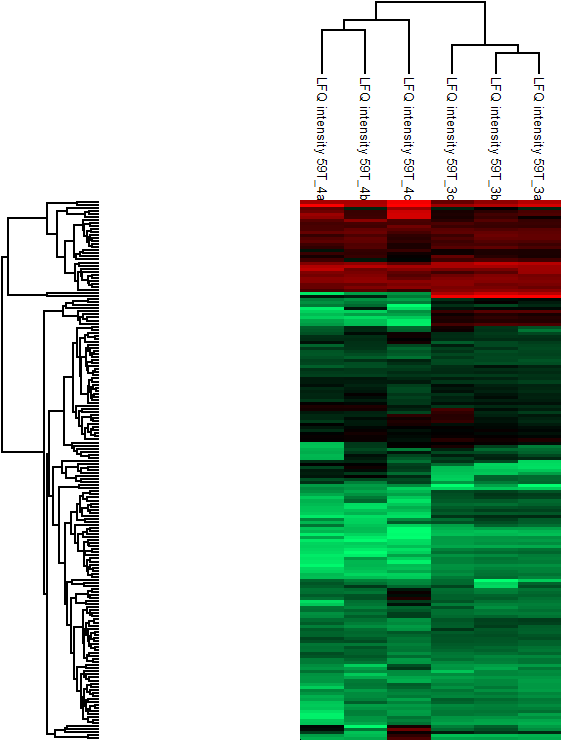 LFQ intensity 59T_4a
LFQ intensity 59T_4b
LFQ intensity 59T_4c
LFQ intensity 59T_3c
LFQ intensity 59T_3b
LFQ intensity 59T_3a